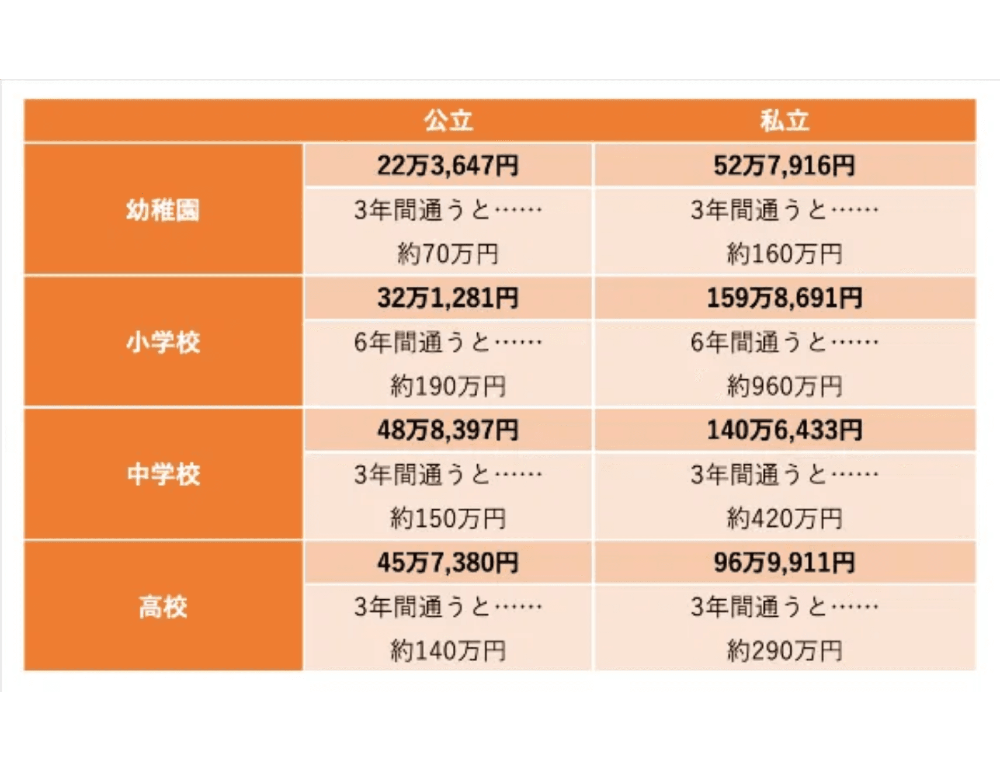 公立 私立
幼稚園
22万3,647円 52万7,916円
3年間通うと…… 3年間通うと……
約70万円 約160万円
小学校
32万1,281円 159万8,691円
6年間通うと…… 6年間通うと……
約190万円 約960万円
中学校
48万8,397円 140万6,433円
3年間通うと…… 3年間通うと……
約150万円 約420万円
高校
45万7,380円 96万9,911円
3年間通うと…… 3年間通うと……
約140万円 約290万円